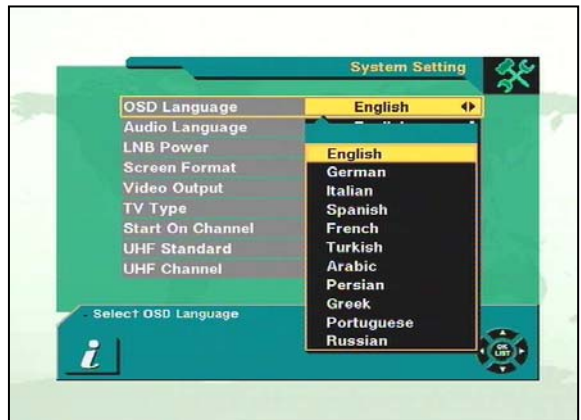 System Setting
OSD Language English
Audio Language
LNB Power
Screen Format
Video Output
TV Type
Start On Channel
UHF Standard
UHF Channel
English
German
Italian
Spanish
French
Turkish
Arabic
Persian
Greek
Portuguese
Russian
- Select OSD Language
i
OK
LIST